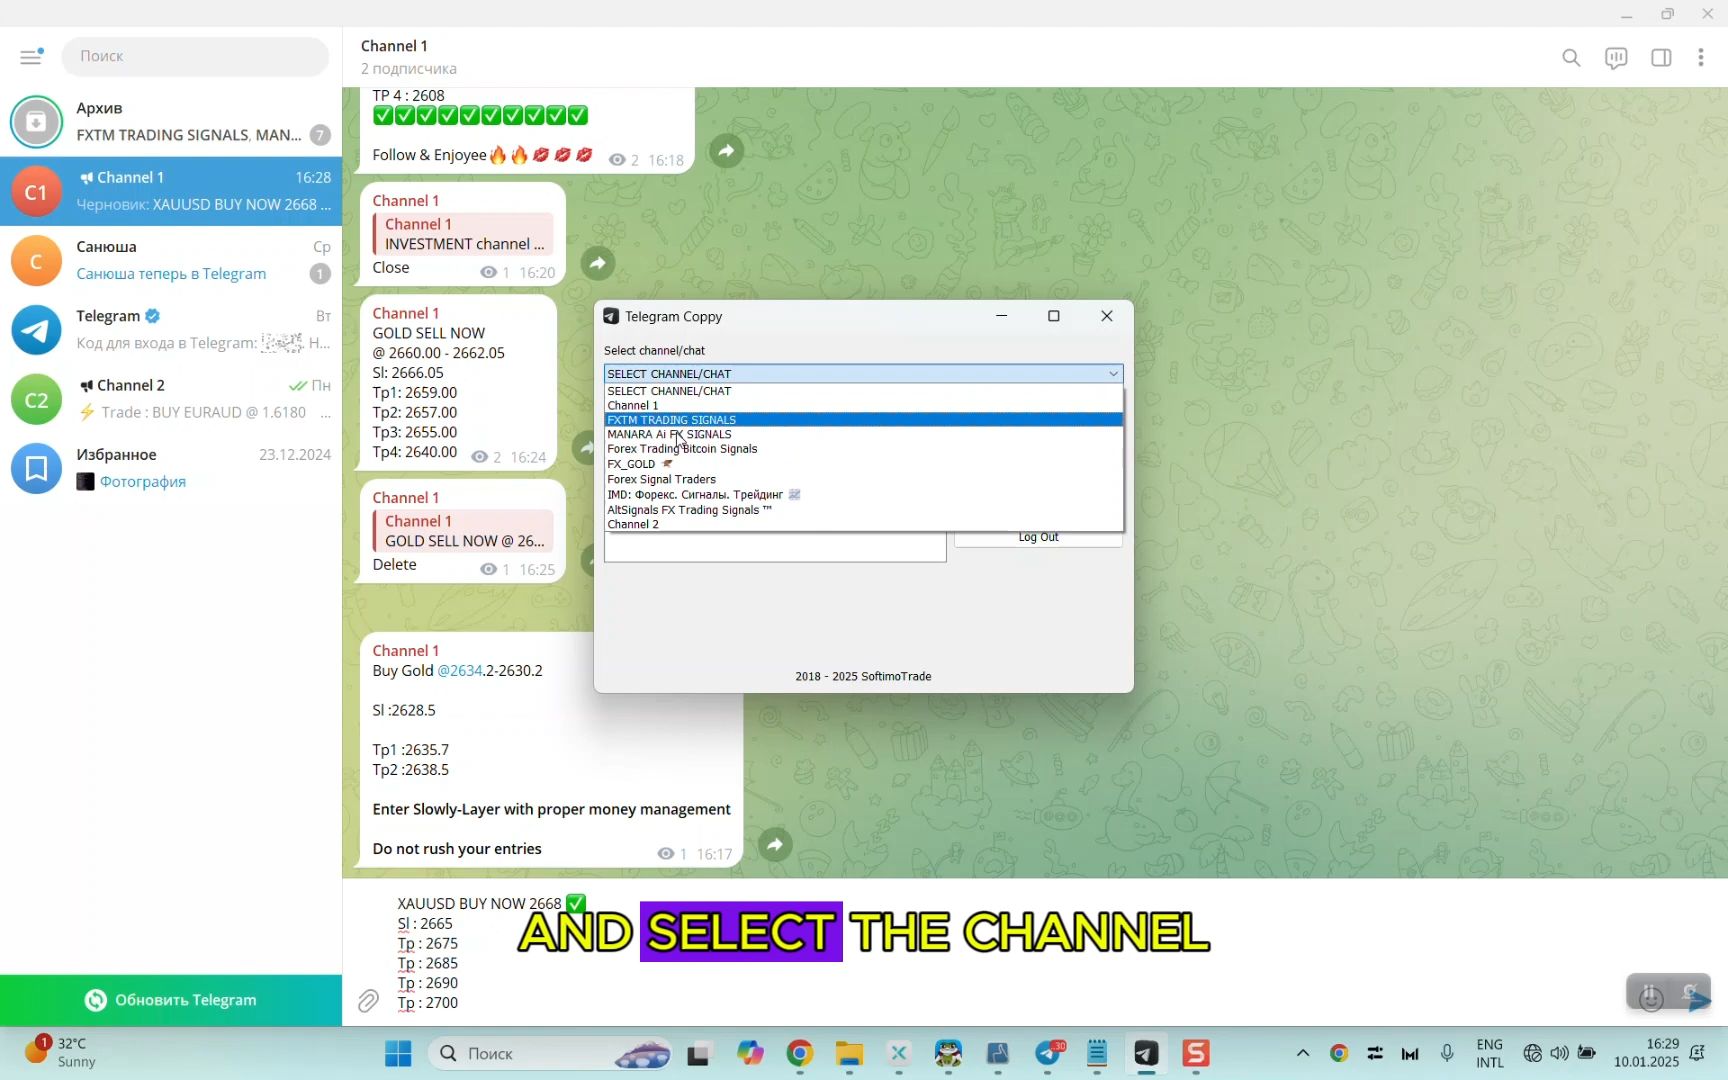 Поиск
Архив
FXTM TRADING SIGNALS, MAN... 7
C1
Channel 1 16:28
Черновик: XAUUSD BUY NOW 2668 ...
С
Санюша Ср
Санюша теперь в Telegram 1
Telegram Вт
Код для входа в Telegram: Н...
C2
Channel 2 Пн
⚡ Trade : BUY EURAUD @ 1.6180 ...
Избранное 23.12.2024
Фотография
Обновить Telegram
Channel 1
2 подписчика
TP 4 : 2608
✅✅✅✅✅✅✅✅✅✅
Follow & Enjoyee🔥🔥💋💋💋 2 16:18
Channel 1
Channel 1
INVESTMENT channel ...
Close 1 16:20
Channel 1
GOLD SELL NOW
@ 2660.00 - 2662.05
Sl: 2666.05
Tp1: 2659.00
Tp2: 2657.00
Tp3: 2655.00
Tp4: 2640.00 2 16:24
Channel 1
Channel 1
GOLD SELL NOW @ 26...
Delete 1 16:25
Channel 1
Buy Gold @2634.2-2630.2
Sl :2628.5
Tp1 :2635.7
Tp2 :2638.5
Enter Slowly-Layer with proper money management
Do not rush your entries 1 16:17
XAUUSD BUY NOW 2668 ✅
Sl : 2665
Tp : 2675
Tp : 2685
Tp : 2690
Tp : 2700
Telegram Coppy
Select channel/chat
SELECT CHANNEL/CHAT
SELECT CHANNEL/CHAT
Channel 1
FXTM TRADING SIGNALS
MANARA Ai FX SIGNALS
Forex Trading Bitcoin Signals
FX_GOLD
Forex Signal Traders
IMD: Форекс. Сигналы. Трейдинг
AltSignals FX Trading Signals ™
Channel 2
Log Out
2018 - 2025 SoftimoTrade
AND SELECT THE CHANNEL
1
32°C
Sunny
Поиск
30
S
ENG
INTL
16:29
10.01.2025